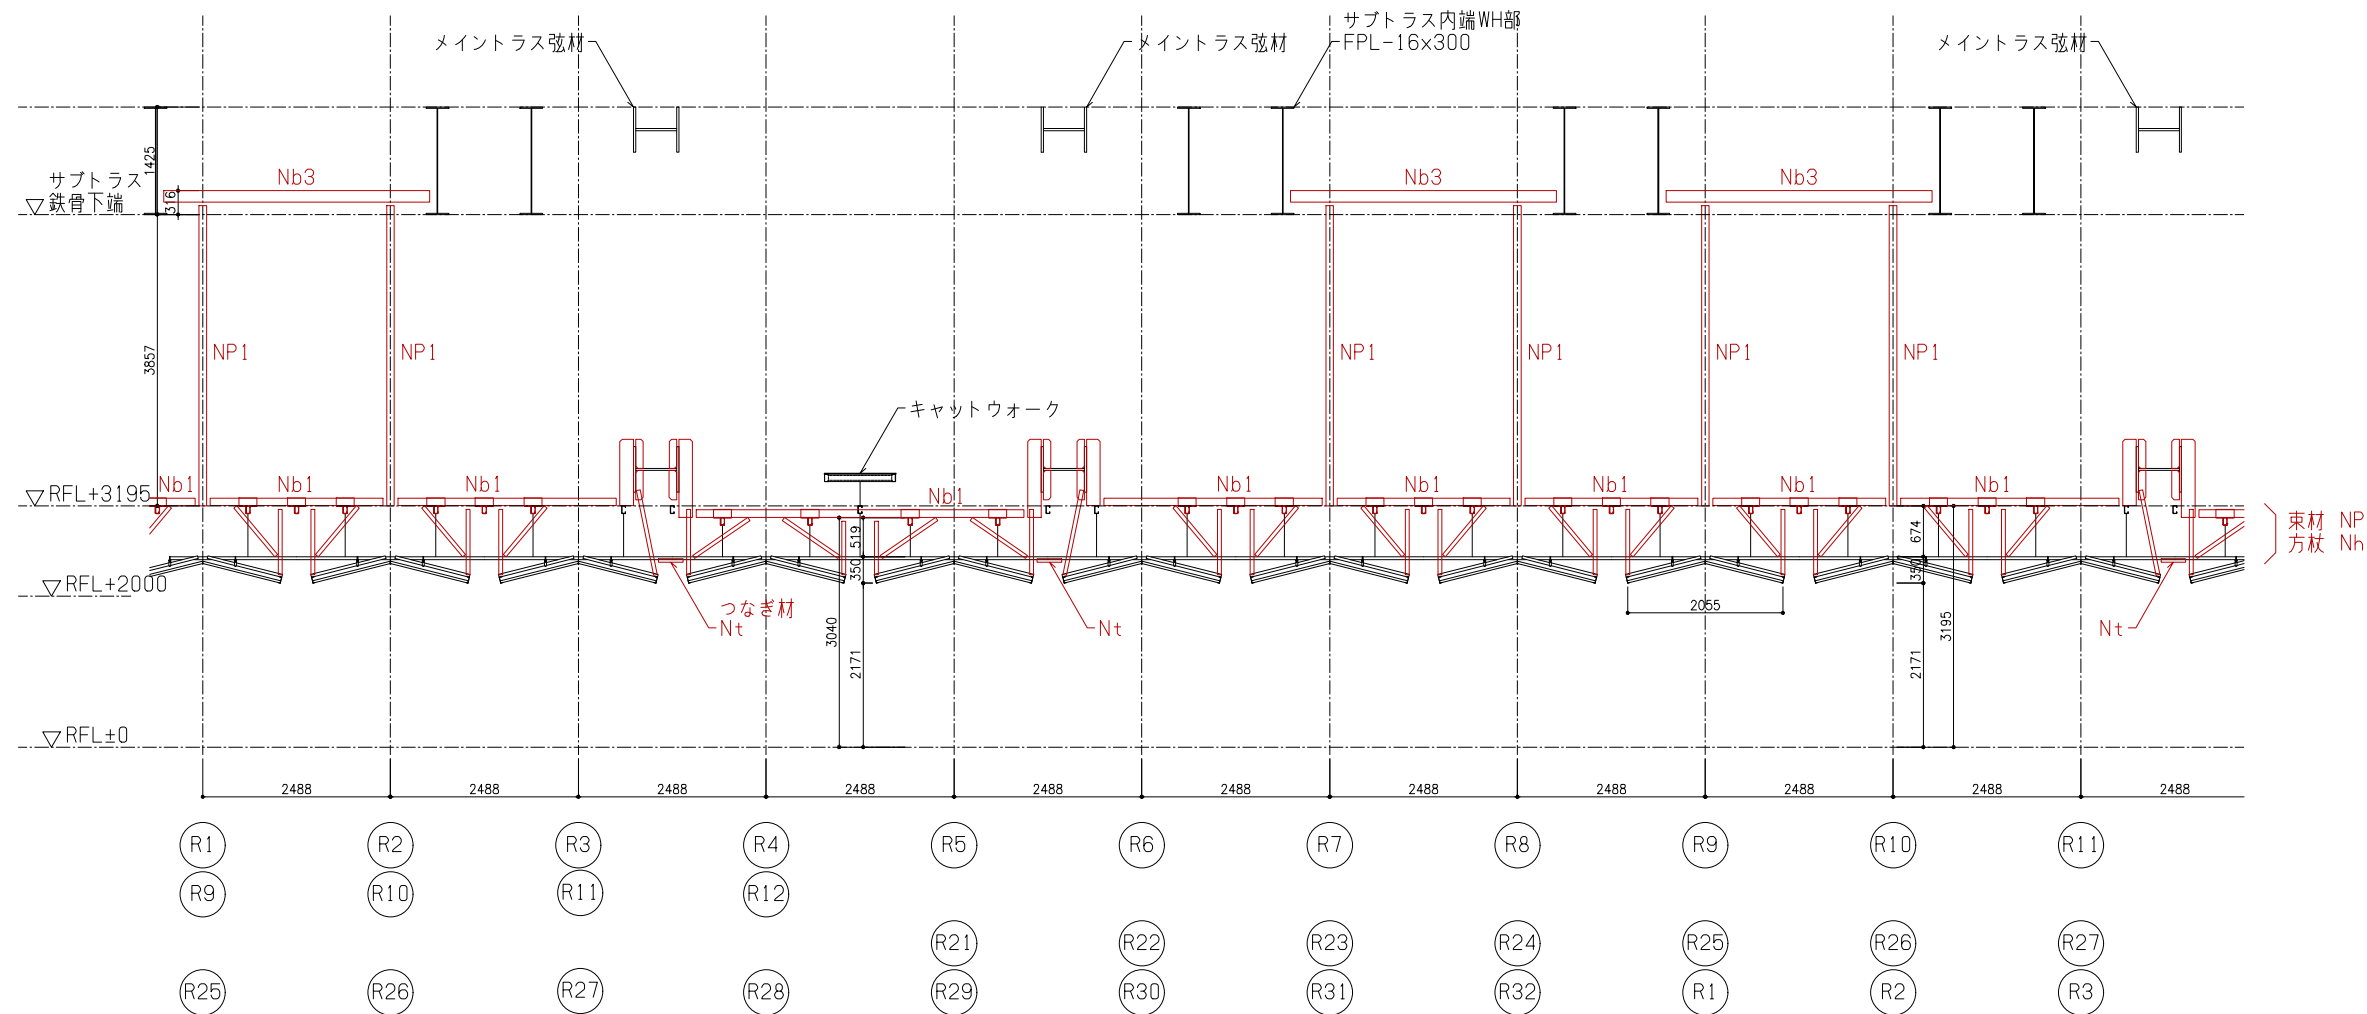 サブトラス内端WH部
メイントラス弦材
メイントラス弦材
FPL-16x300
メイントラス弦材
1425
サブトラス
鉄骨下端
316
Nb3
Nb3
Nb3
3857
NP1
NP1
NP1
NP1
NP1
NP1
キャットウォーク
RFL+3195
Nb1
Nb1
Nb1
Nb1
Nb1
Nb1
Nb1
Nb1
Nb1
519
674
束材 NP
方杖 Nh
350
350
RFL+2000
つなぎ材
Nt
Nt
Nt
2055
3040
2171
3195
2171
RFL±0
2488
2488
2488
2488
2488
2488
2488
2488
2488
2488
2488
R1
R2
R3
R4
R5
R6
R7
R8
R9
R10
R11
R9
R10
R11
R12
R21
R22
R23
R24
R25
R26
R27
R25
R26
R27
R28
R29
R30
R31
R32
R1
R2
R3